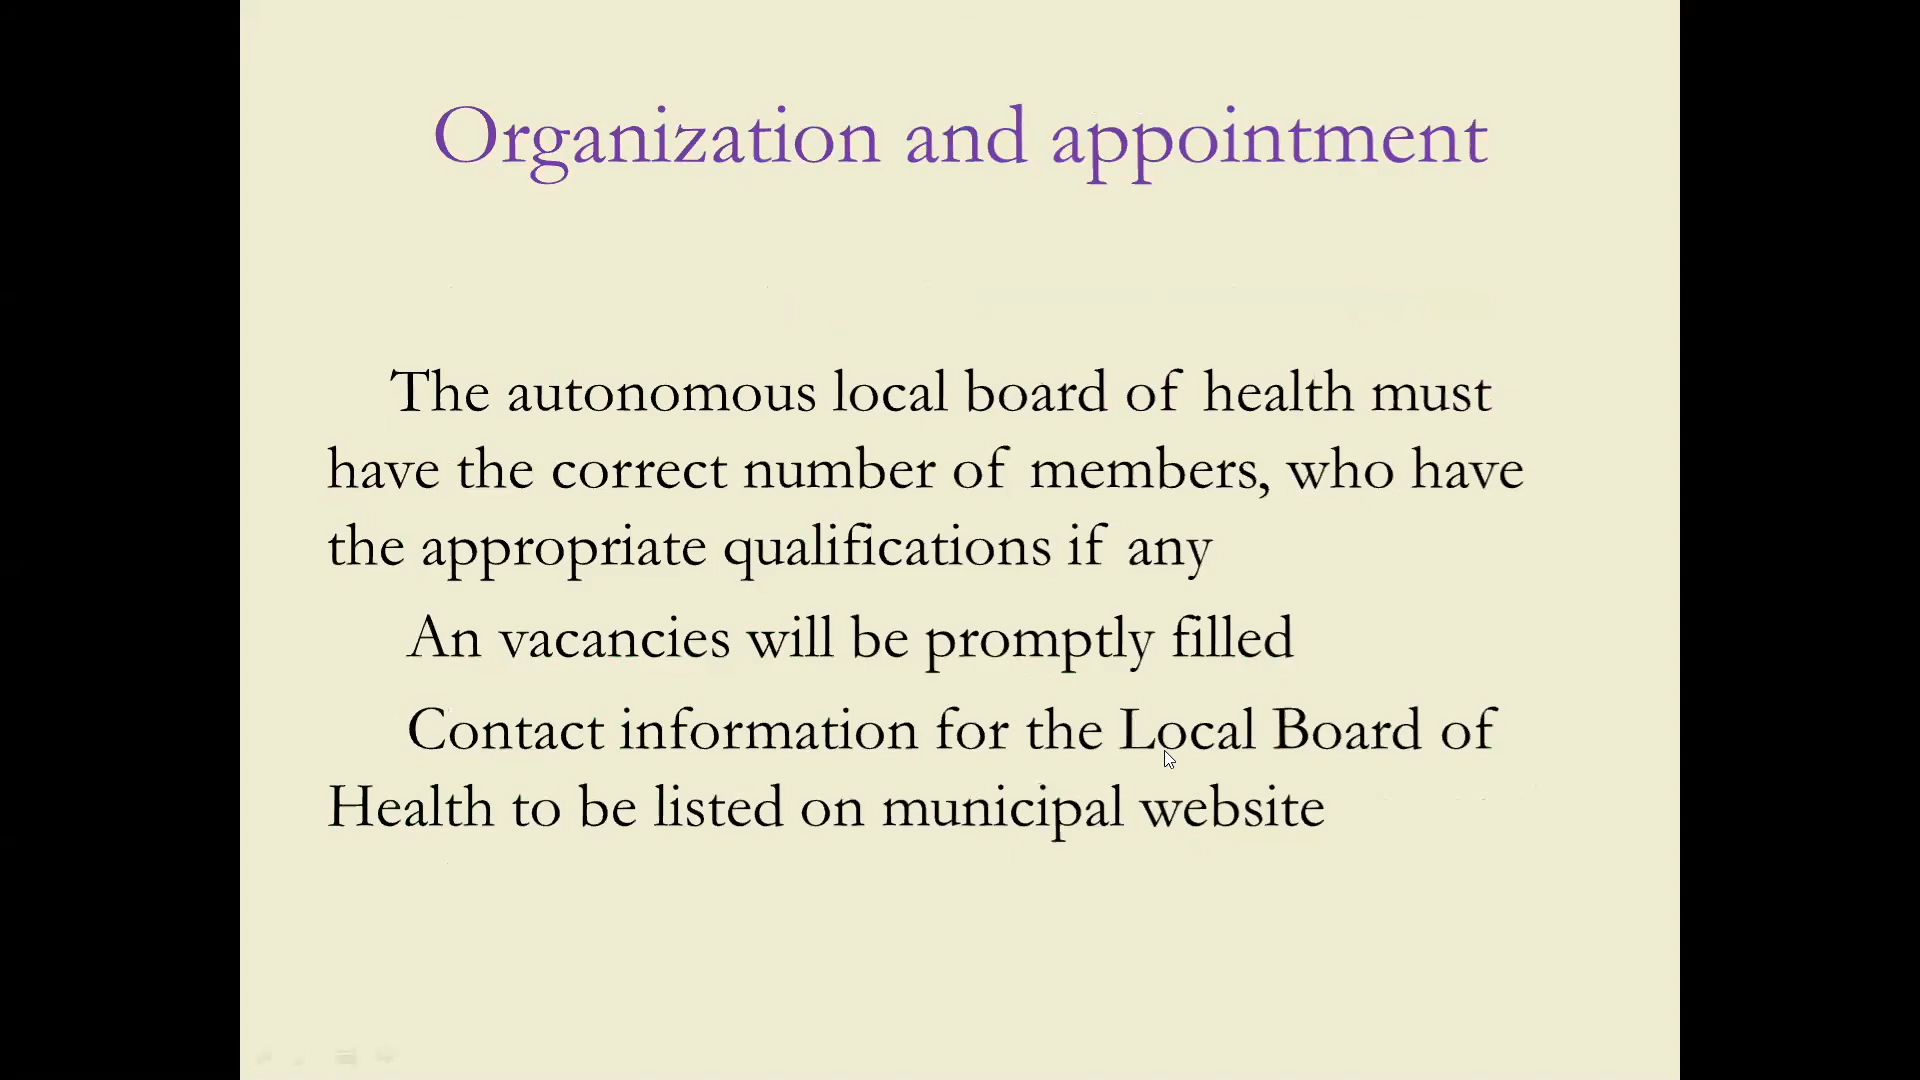 Organization and appointment
The autonomous local board of health must
have the correct number of members, who have
the appropriate qualifications if any
An vacancies will be promptly filled
Contact information for the Local Board of
Health to be listed on municipal website